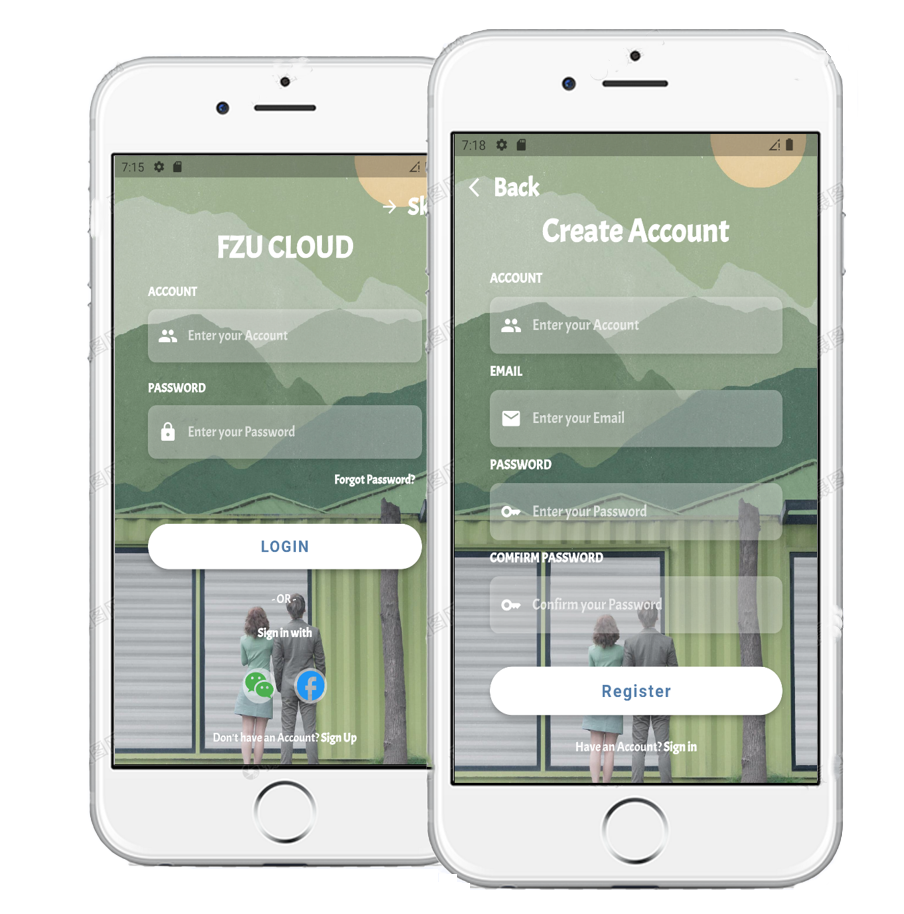 7:15
Sk
FZU CLOUD
ACCOUNT
Enter your Account
PASSWORD
Enter your Password
Forgot Password?
LOGIN
- OR -
Sign in with
Don't have an Account? Sign Up
7:18
Back
Create Account
ACCOUNT
Enter your Account
EMAIL
Enter your Email
PASSWORD
Enter your Password
COMFIRM PASSWORD
Confirm your Password
Register
Have an Account? Sign in